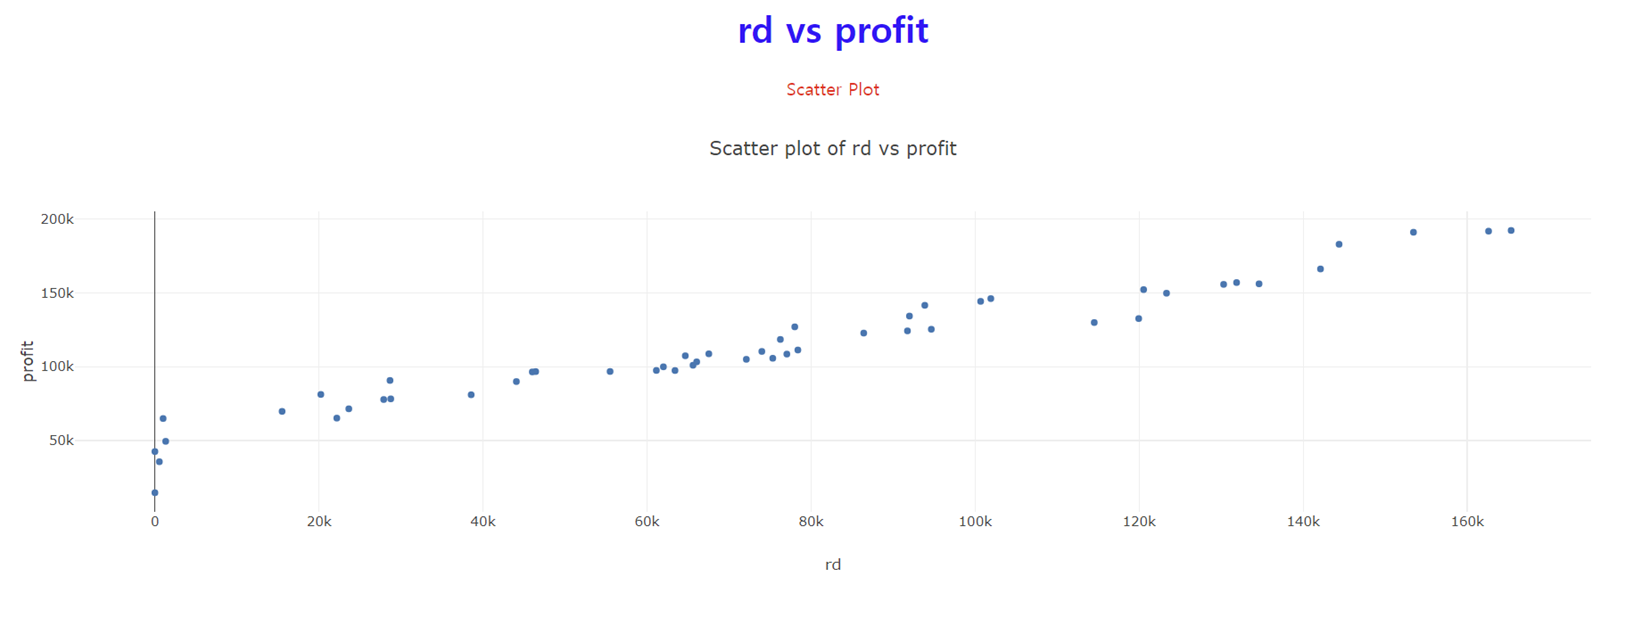 rd vs profit
Scatter Plot
Scatter plot of rd vs profit
200k
150k
100k
50k
profit
0 20k 40k 60k 80k 100k 120k 140k 160k
rd